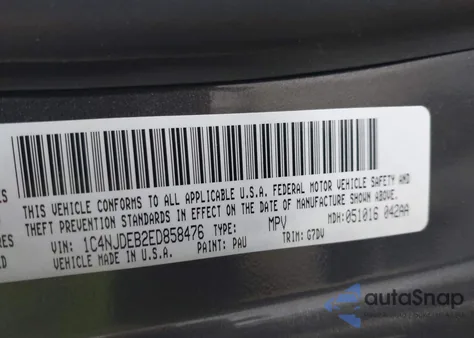 THIS VEHICLE CONFORMS TO ALL APPLICABLE U.S.A. FEDERAL MOTOR VEHICLE SAFETY AND
THEFT PREVENTION STANDARDS IN EFFECT ON THE DATE OF MANUFACTURE SHOWN ABOVE.
VIN: 1C4NJDEB2ED858476 TYPE: MPV MDH:051016 042AA
VEHICLE MADE IN U.S.A. PAINT: PAU TRIM: G7DV
autoSnap